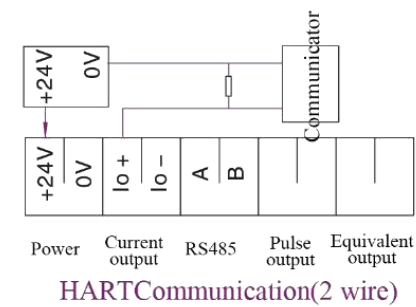 +24V 0V
Communicator
+24V 0V Io + Io - A B
Power Current output RS485 Pulse output Equivalent output
HARTCommunication(2 wire)